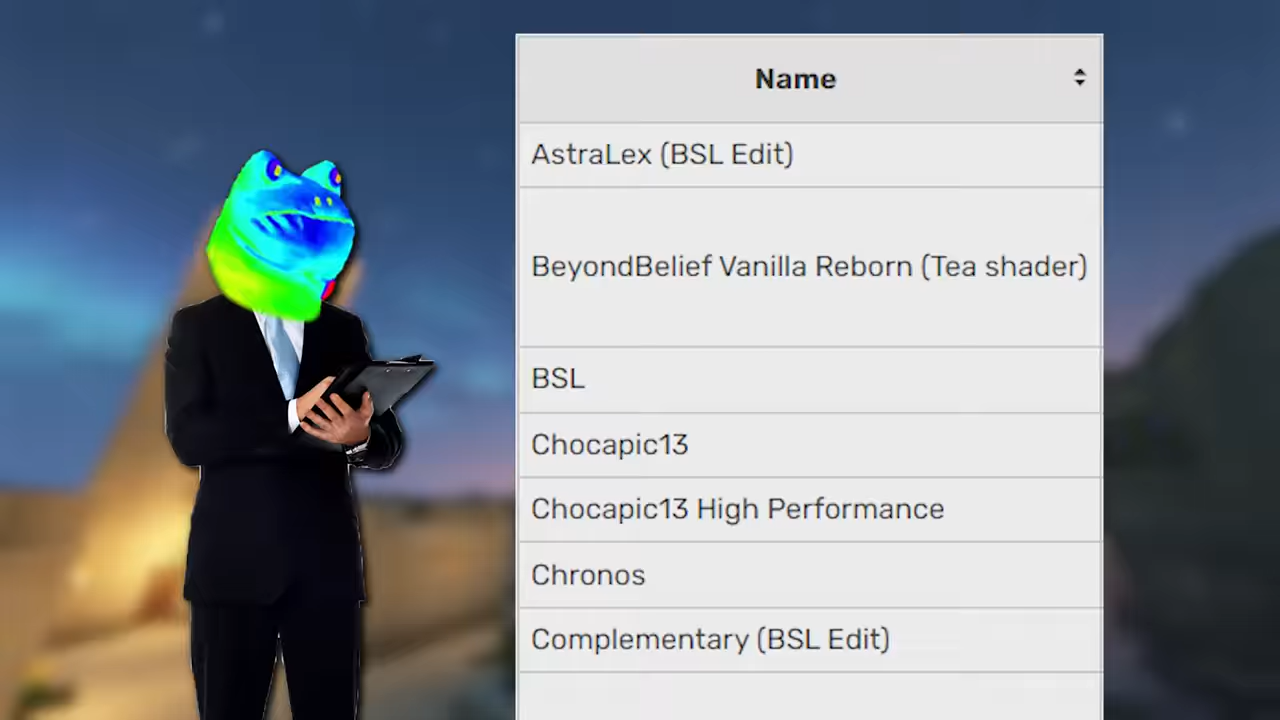 Name
AstraLex (BSL Edit)
BeyondBelief Vanilla Reborn (Tea shader)
BSL
Chocapic13
Chocapic13 High Performance
Chronos
Complementary (BSL Edit)